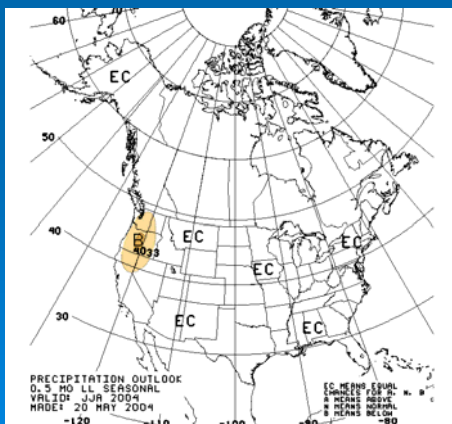 60
70
EC
50
40
EC
B
40 33
EC
EC
30
EC
EC
PRECIPITATION OUTLOOK
0.5 MO LL SEASONAL
VALID: JJA 2004
MADE: 20 MAY 2004
EC MEANS EQUAL
CHANCES FOR A, N, B
A MEANS ABOVE
N MEANS NORMAL
B MEANS BELOW
-120
-110
-100
-90
-80